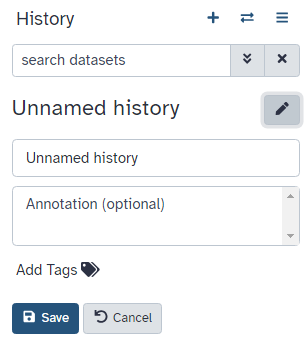 History
search datasets
Unnamed history
Unnamed history
Annotation (optional)
Add Tags
Save Cancel